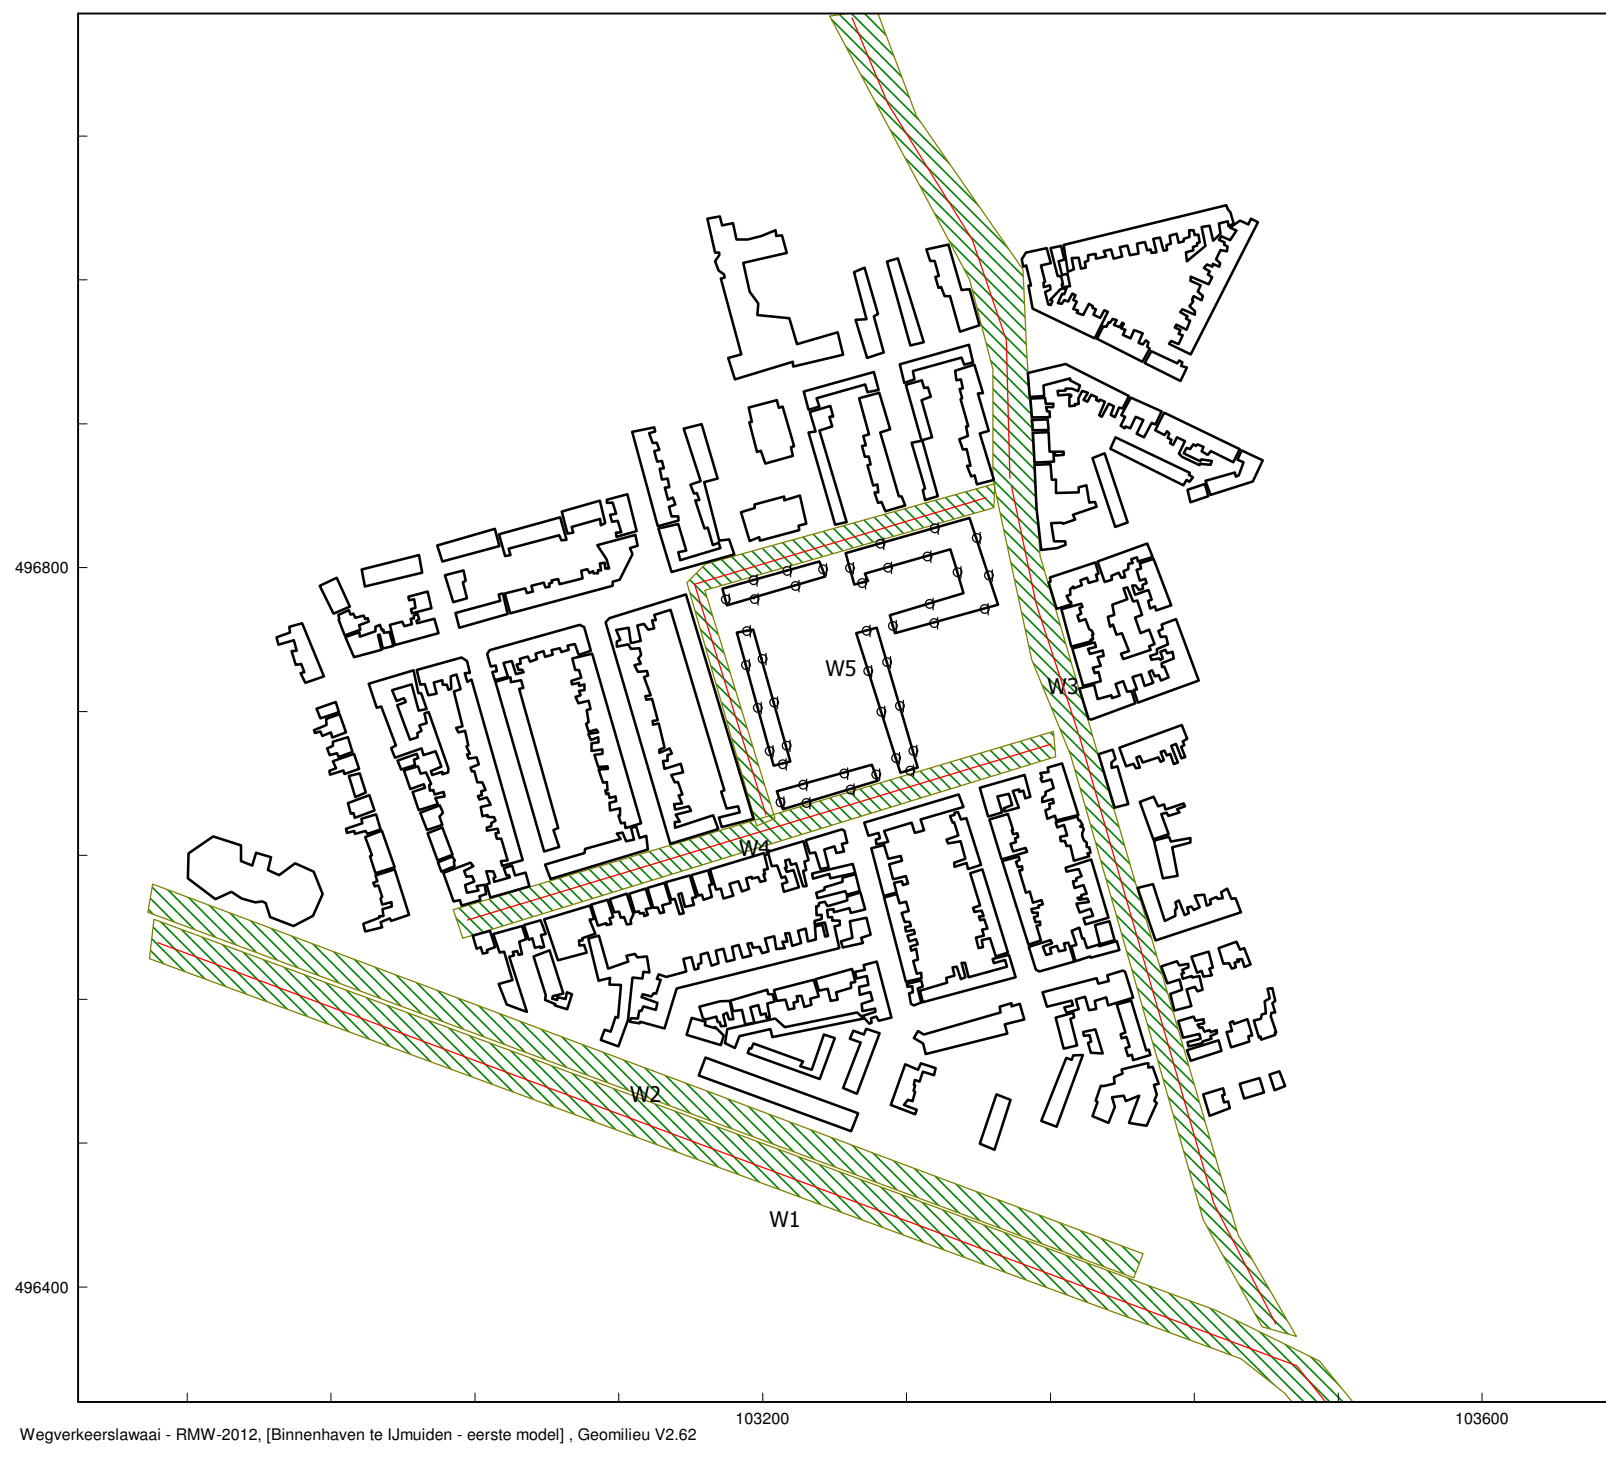 496800
W5
W3
W4
W2
W1
496400
103200
103600
Wegverkeerslawaai - RMW-2012, [Binnenhaven te IJmuiden - eerste model] , Geomilieu V2.62